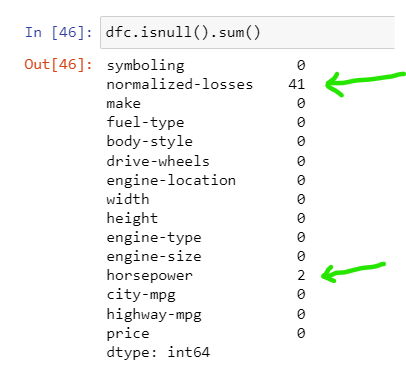 In [46]: dfc.isnull().sum()
Out[46]: symboling 0
normalized-losses 41
make 0
fuel-type 0
body-style 0
drive-wheels 0
engine-location 0
width 0
height 0
engine-type 0
engine-size 0
horsepower 2
city-mpg 0
highway-mpg 0
price 0
dtype: int64